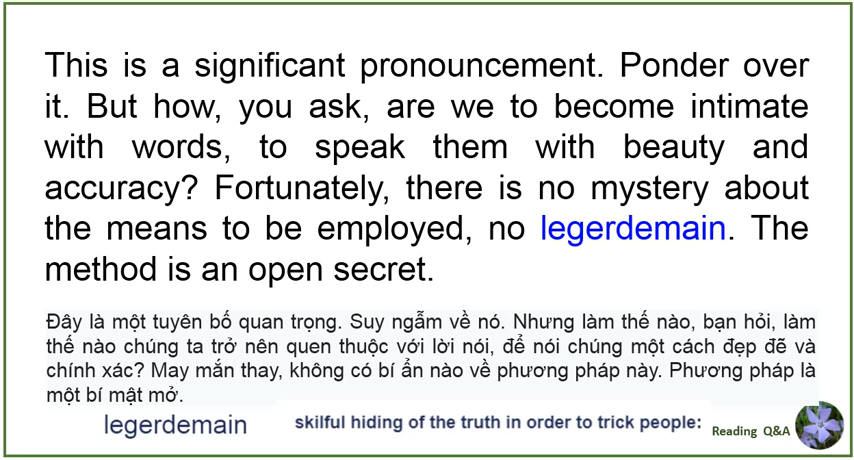 This is a significant pronouncement. Ponder over
it. But how, you ask, are we to become intimate
with words, to speak them with beauty and
accuracy? Fortunately, there is no mystery about
the means to be employed, no legerdemain. The
method is an open secret.
Đây là một tuyên bố quan trọng. Suy ngẫm về nó. Nhưng làm thế nào, bạn hỏi, làm
thế nào chúng ta trở nên quen thuộc với lời nói, để nói chúng một cách đẹp đẽ và
chính xác? May mắn thay, không có bí ẩn nào về phương pháp này. Phương pháp là
một bí mật mở.
legerdemain skilful hiding of the truth in order to trick people: Reading Q&A